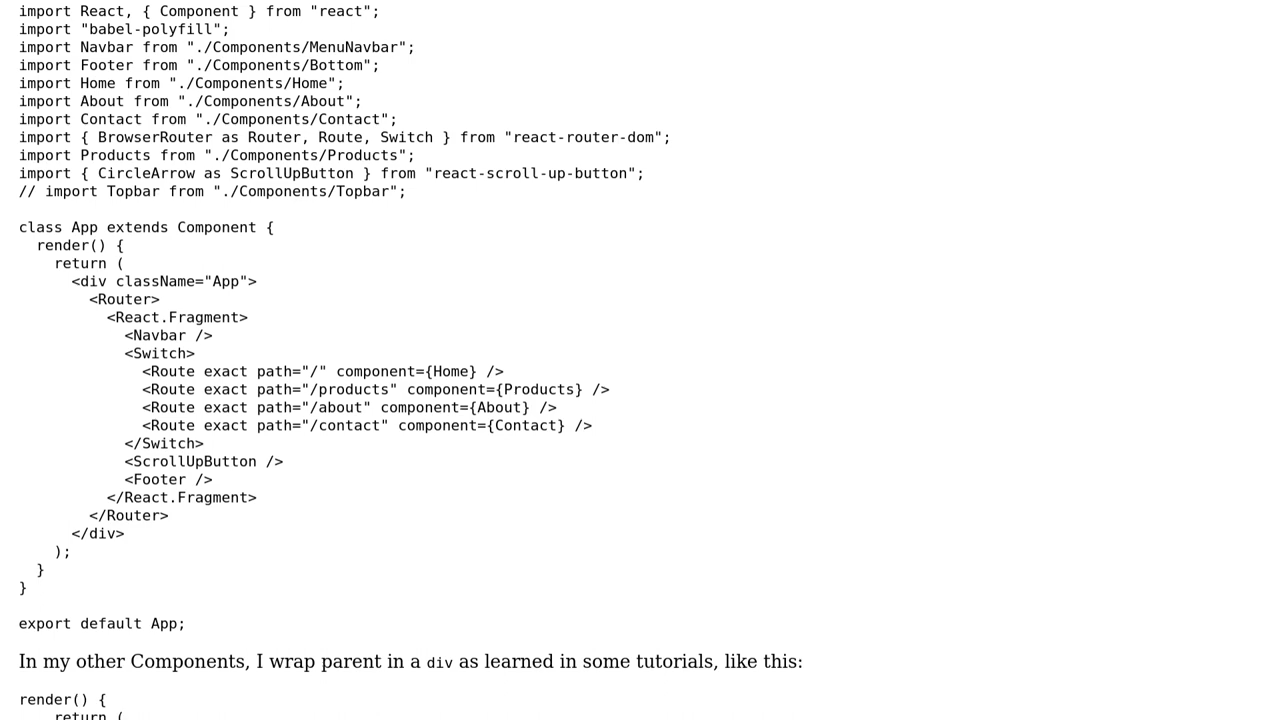 import React, { Component } from "react";
import "babel-polyfill";
import Navbar from "./Components/MenuNavbar";
import Footer from "./Components/Bottom";
import Home from "./Components/Home";
import About from "./Components/About";
import Contact from "./Components/Contact";
import { BrowserRouter as Router, Route, Switch } from "react-router-dom";
import Products from "./Components/Products";
import { CircleArrow as ScrollUpButton } from "react-scroll-up-button";
// import Topbar from "./Components/Topbar";

class App extends Component {
  render() {
    return (
      <div className="App">
        <Router>
          <React.Fragment>
            <Navbar />
            <Switch>
              <Route exact path="/" component={Home} />
              <Route exact path="/products" component={Products} />
              <Route exact path="/about" component={About} />
              <Route exact path="/contact" component={Contact} />
            </Switch>
            <ScrollUpButton />
            <Footer />
          </React.Fragment>
        </Router>
      </div>
    );
  }
}

export default App;
In my other Components, I wrap parent in a div as learned in some tutorials, like this:
render() {
    return (